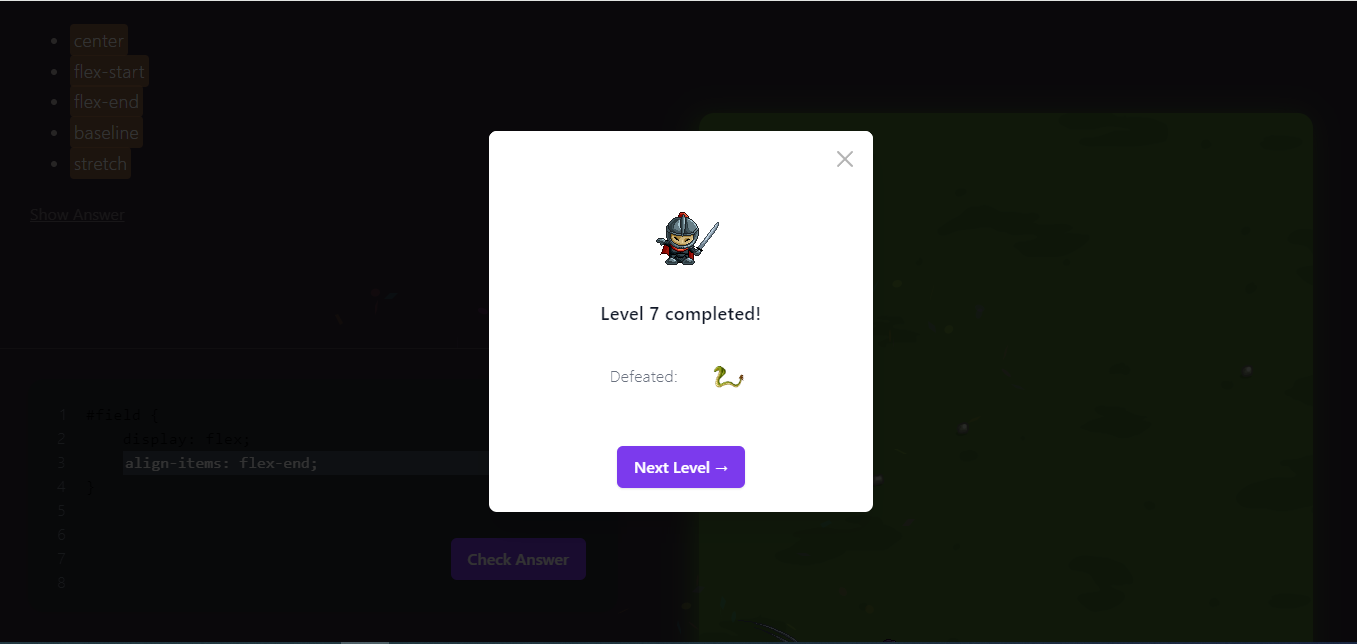 center
flex-start
flex-end
baseline
stretch
Show Answer
Level 7 completed!
Defeated:
Next Level →
1 #field {
2 display: flex;
3 align-items: flex-end;
4 }
5
6
7
8
Check Answer